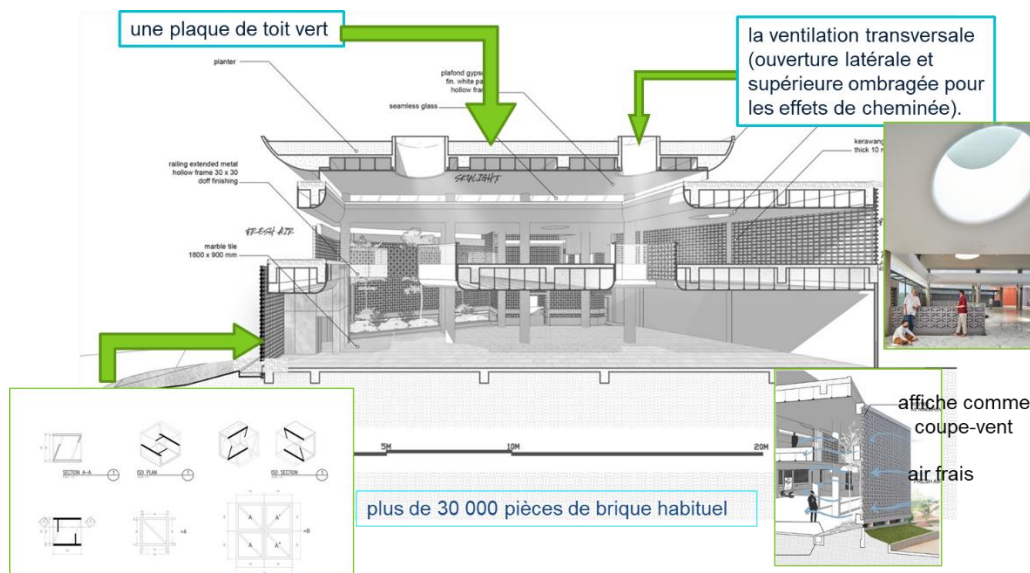 une plaque de toit vert
la ventilation transversale
(ouverture latérale et
supérieure ombragée pour
les effets de cheminée).
planter
plafond gyps
fin. white pa
hollow fra
seamless glass
SKYLIGHT
kerawang
thick 10 m
railing extended metal
hollow frame 30 x 30
doff finishing
FRESH AIR
marble tile
1800 x 900 mm
5M
10M
20M
SECTION A-A
ISO PLAN
ISO SECTION
A
A'
A
A"
plus de 30 000 pièces de brique habituel
affiche comme
coupe-vent
air frais